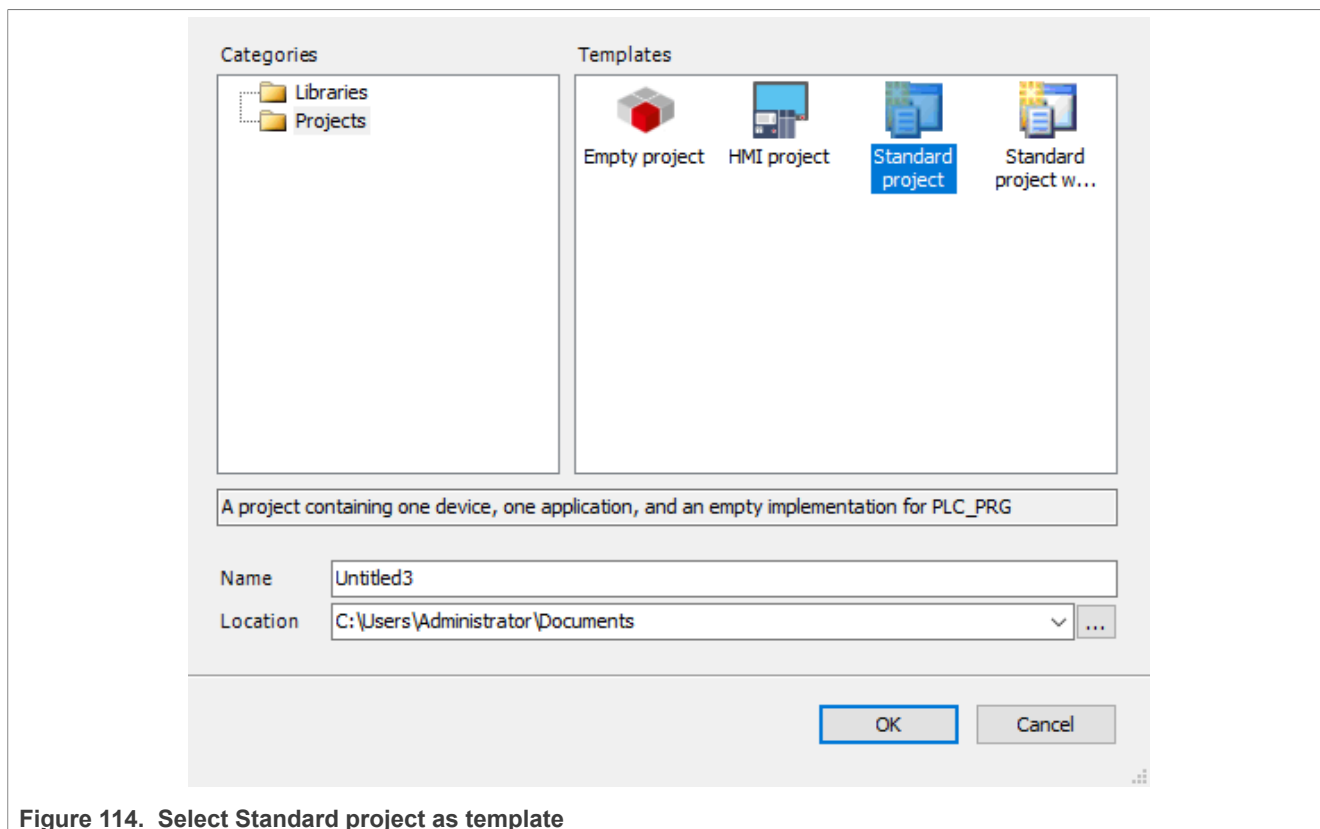 Categories
Templates
Libraries
Projects
Empty project
HMI project
Standard
project
Standard
project w...
A project containing one device, one application, and an empty implementation for PLC_PRG
Name
Untitled3
Location
C:\Users\Administrator\Documents
...
OK
Cancel
Figure 114. Select Standard project as template